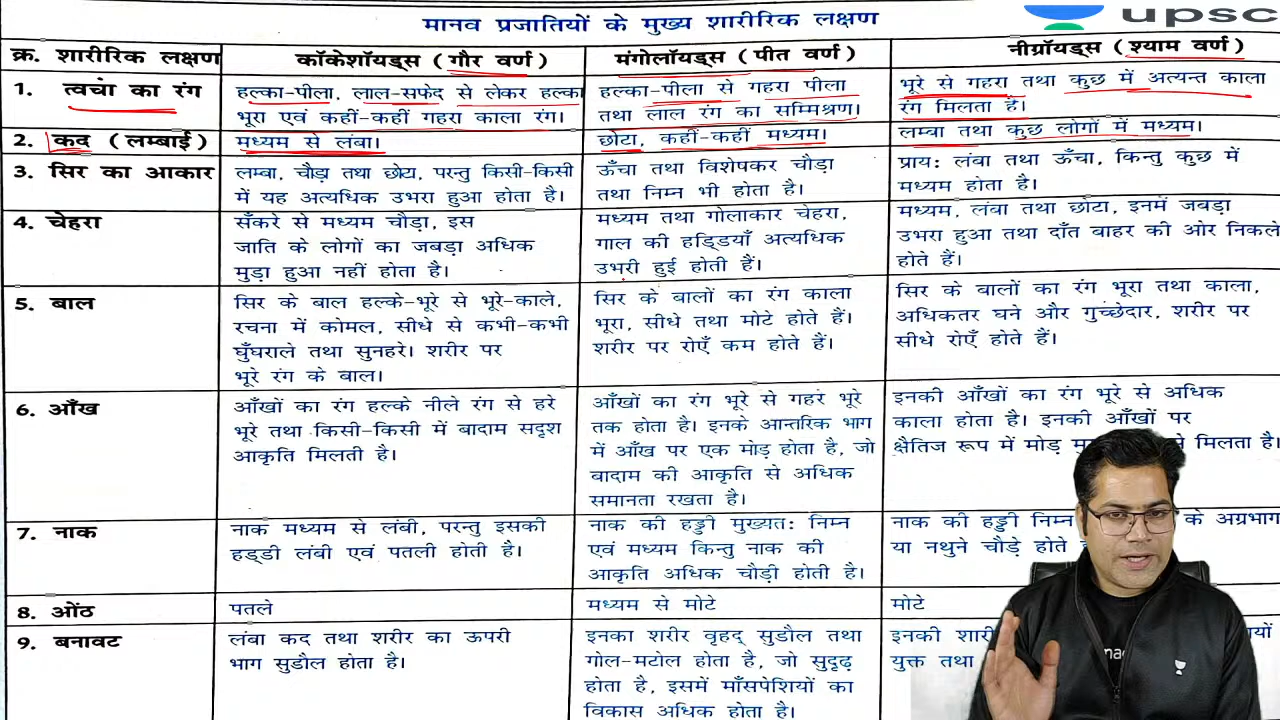 मानव प्रजातियों के मुख्य शारीरिक लक्षण
upsc
क्र. शारीरिक लक्षण
कॉकेशॉयड्स (गौर वर्ण)
मंगोलॉयड्स (पीत वर्ण)
नीग्रॉयड्स (श्याम वर्ण)
1. त्वचा का रंग
हल्का-पीला, लाल-सफेद से लेकर हल्का
भूरा एवं कहीं-कहीं गहरा काला रंग।
हल्का-पीला से गहरा पीला
तथा लाल रंग का सम्मिश्रण।
भूरे से गहरा तथा कुछ में अत्यन्त काला
रंग मिलता है।
2. कद (लम्बाई)
मध्यम से लंबा।
छोटा, कहीं-कहीं मध्यम।
लम्बा तथा कुछ लोगों में मध्यम।
3. सिर का आकार
लम्बा, चौड़ा तथा छोटा, परन्तु किसी-किसी
में यह अत्यधिक उभरा हुआ होता है।
ऊँचा तथा विशेषकर चौड़ा
तथा निम्न भी होता है।
प्राय: लंबा तथा ऊँचा, किन्तु कुछ में
मध्यम होता है।
4. चेहरा
सँकरे से मध्यम चौड़ा, इस
जाति के लोगों का जबड़ा अधिक
मुड़ा हुआ नहीं होता है।
मध्यम तथा गोलाकार चेहरा,
गाल की हड्डियाँ अत्यधिक
उभरी हुई होती हैं।
मध्यम, लंबा तथा छोटा, इनमें जबड़ा
उभरा हुआ तथा दाँत बाहर की ओर निकले
होते हैं।
5. बाल
सिर के बाल हल्के-भूरे से भूरे-काले,
रचना में कोमल, सीधे से कभी-कभी
घुँघराले तथा सुनहरे। शरीर पर
भूरे रंग के बाल।
सिर के बालों का रंग काला
भूरा, सीधे तथा मोटे होते हैं।
शरीर पर रोएँ कम होते हैं।
सिर के बालों का रंग भूरा तथा काला,
अधिकतर घने और गुच्छेदार, शरीर पर
सीधे रोएँ होते हैं।
6. आँख
आँखों का रंग हल्के नीले रंग से हरे
भूरे तथा किसी-किसी में बादाम सदृश
आकृति मिलती है।
आँखों का रंग भूरे से गहरे भूरे
तक होता है। इनके आन्तरिक भाग
में आँख पर एक मोड़ होता है, जो
बादाम की आकृति से अधिक
समानता रखता है।
इनकी आँखों का रंग भूरे से अधिक
काला होता है। इनकी आँखों पर
क्षैतिज रूप में मोड़ से मिलता है।
7. नाक
नाक मध्यम से लंबी, परन्तु इसकी
हड्डी लंबी एवं पतली होती है।
नाक की हड्डी मुख्यत: निम्न
एवं मध्यम किन्तु नाक की
आकृति अधिक चौड़ी होती है।
नाक की हड्डी निम्न के अग्रभाग
या नथुने चौड़े होते
8. ओंठ
पतले
मध्यम से मोटे
मोटे
9. बनावट
लंबा कद तथा शरीर का ऊपरी
भाग सुडौल होता है।
इनका शरीर वृहद् सुडौल तथा
गोल-मटोल होता है, जो सुदृढ़
होता है, इसमें माँसपेशियों का
विकास अधिक होता है।
इनकी
युक्त तथा